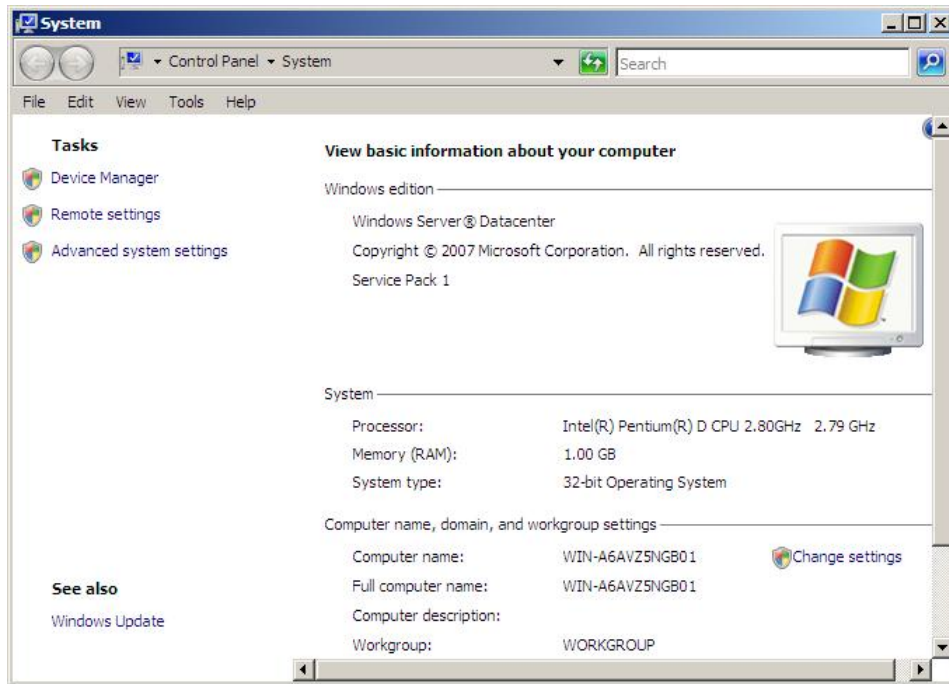 System
Control Panel System
Search
File Edit View Tools Help
Tasks
Device Manager
Remote settings
Advanced system settings
See also
Windows Update
View basic information about your computer
Windows edition
Windows Server® Datacenter
Copyright © 2007 Microsoft Corporation. All rights reserved.
Service Pack 1
System
Processor: Intel(R) Pentium(R) D CPU 2.80GHz 2.79 GHz
Memory (RAM): 1.00 GB
System type: 32-bit Operating System
Computer name, domain, and workgroup settings
Computer name: WIN-A6AVZ5NGB01 Change settings
Full computer name: WIN-A6AVZ5NGB01
Computer description:
Workgroup: WORKGROUP